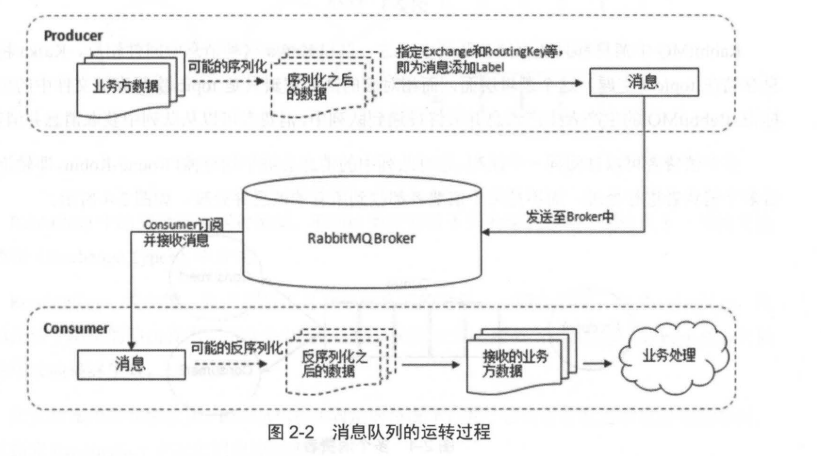 Producer
业务方数据
可能的序列化
序列化之后
的数据
指定Exchange和RoutingKey等，
即为消息添加Label
消息
发送至Broker中
RabbitMQ Broker
Consumer订阅
并接收消息
Consumer
消息
可能的反序列化
反序列化之
后的数据
接收的业务
方数据
业务处理
图 2-2 消息队列的运转过程